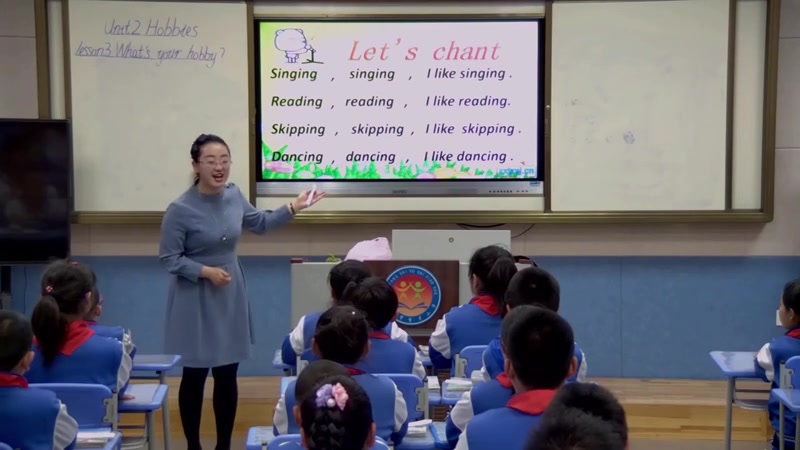 Unit2 Hobbies
lesson3 What's your hobby?
Let's chant
Singing , singing , I like singing .
Reading , reading , I like reading.
Skipping , skipping , I like skipping .
Dancing , dancing , I like dancing .